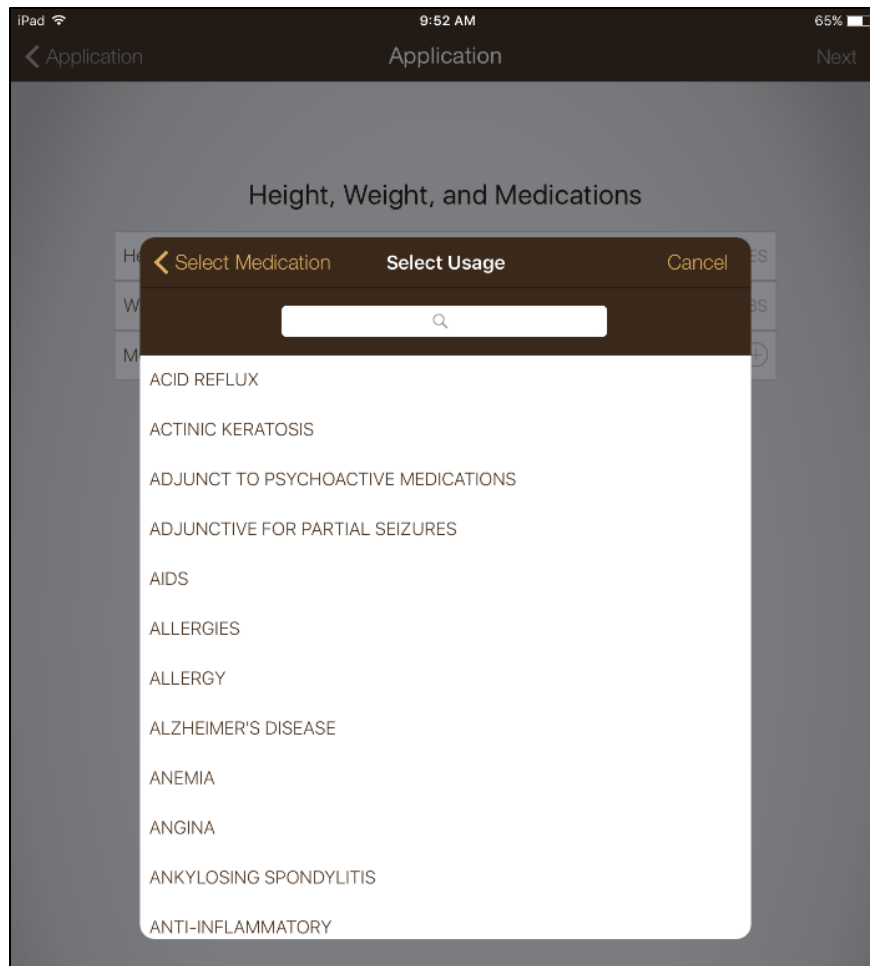 iPad 9:52 AM 65%
Application Application Next
Height, Weight, and Medications
Select Medication Select Usage Cancel
ACID REFLUX
ACTINIC KERATOSIS
ADJUNCT TO PSYCHOACTIVE MEDICATIONS
ADJUNCTIVE FOR PARTIAL SEIZURES
AIDS
ALLERGIES
ALLERGY
ALZHEIMER'S DISEASE
ANEMIA
ANGINA
ANKYLOSING SPONDYLITIS
ANTI-INFLAMMATORY